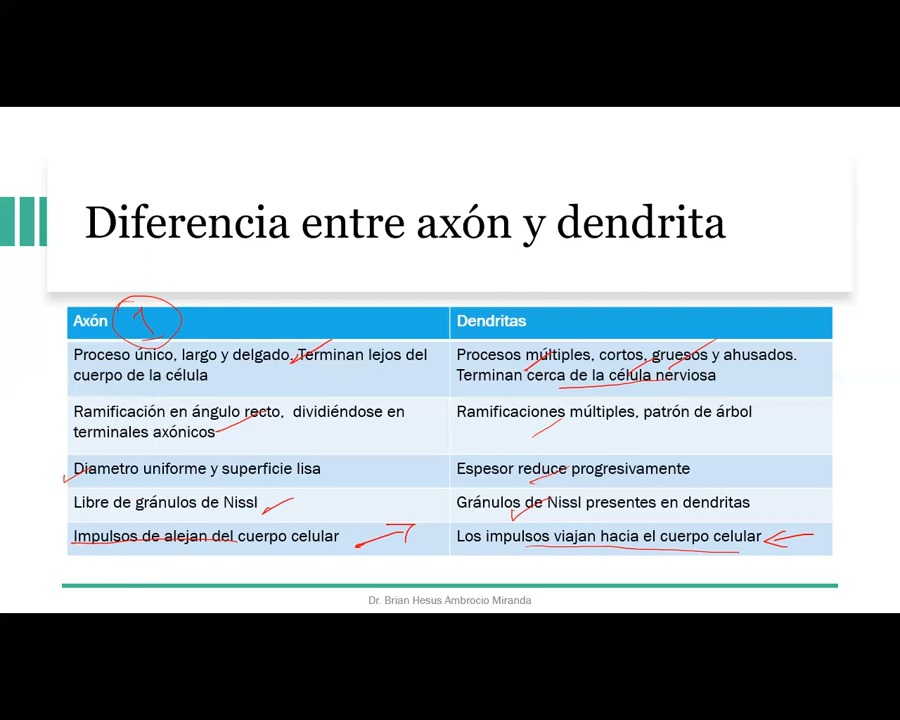 Diferencia entre axón y dendrita
Axón 1
Dendritas
Proceso único, largo y delgado. Terminan lejos del
cuerpo de la célula
Procesos múltiples, cortos, gruesos y ahusados.
Terminan cerca de la célula nerviosa
Ramificación en ángulo recto, dividiéndose en
terminales axónicos
Ramificaciones múltiples, patrón de árbol
Diametro uniforme y superficie lisa
Espesor reduce progresivamente
Libre de gránulos de Nissl
Gránulos de Nissl presentes en dendritas
Impulsos de alejan del cuerpo celular
Los impulsos viajan hacia el cuerpo celular
Dr. Brian Hesus Ambrocio Miranda